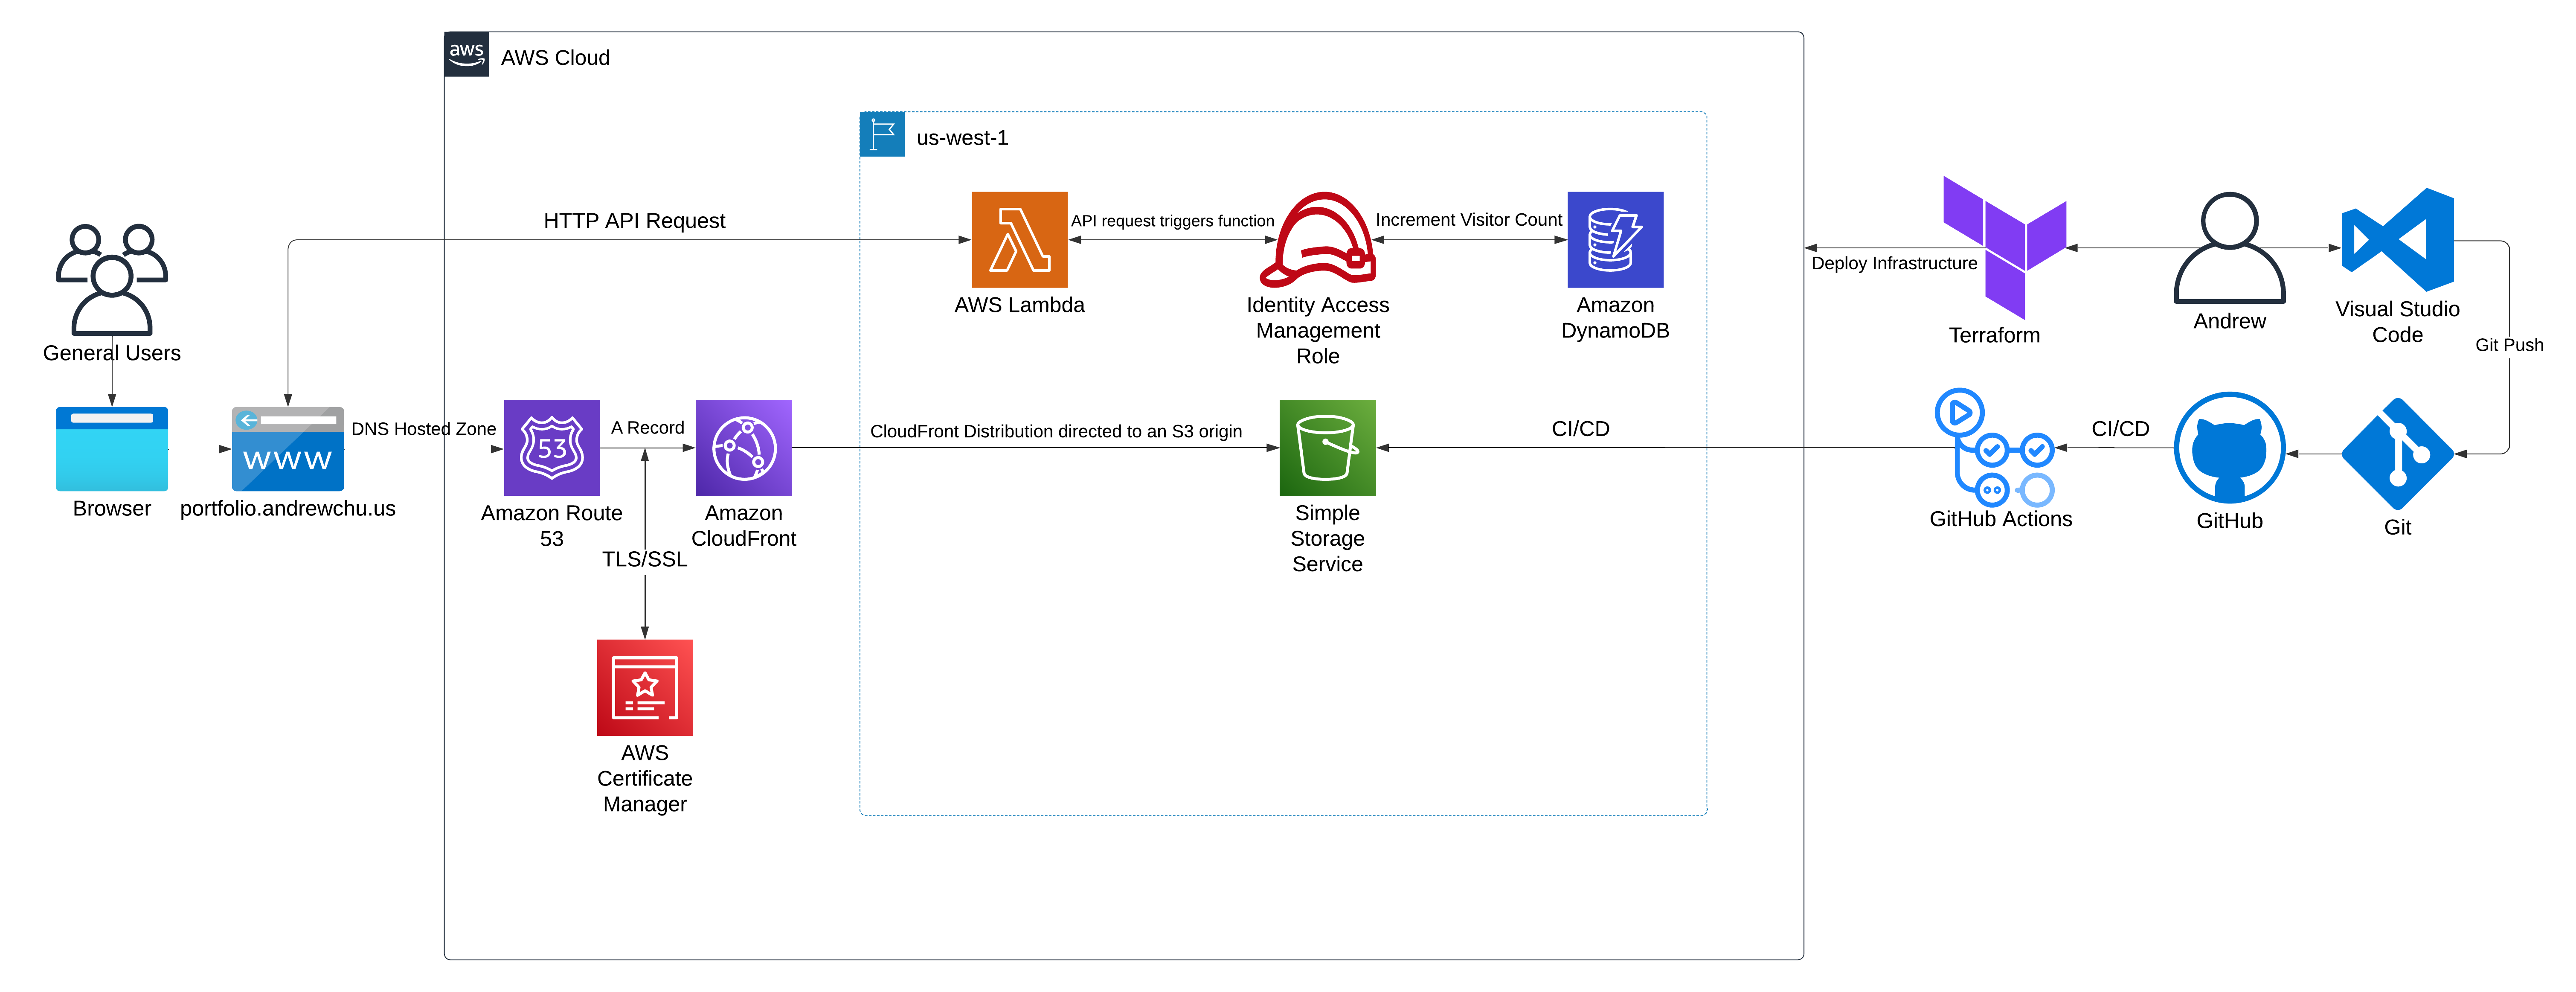 aws
AWS Cloud
us-west-1
HTTP API Request
API request triggers function
Increment Visitor Count
AWS Lambda
Identity Access
Management
Role
Amazon
DynamoDB
Deploy Infrastructure
Terraform
Andrew
Visual Studio
Code
Git Push
General Users
Browser
www
portfolio.andrewchu.us
DNS Hosted Zone
53
Amazon Route
53
A Record
Amazon
CloudFront
TLS/SSL
AWS
Certificate
Manager
CloudFront Distribution directed to an S3 origin
Simple
Storage
Service
CI/CD
GitHub Actions
CI/CD
GitHub
Git